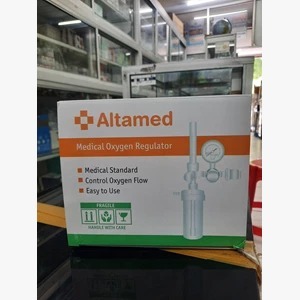 Altamed
Medical Oxygen Regulator
Medical Standard
Control Oxygen Flow
Easy to Use
FRAGILE
HANDLE WITH CARE